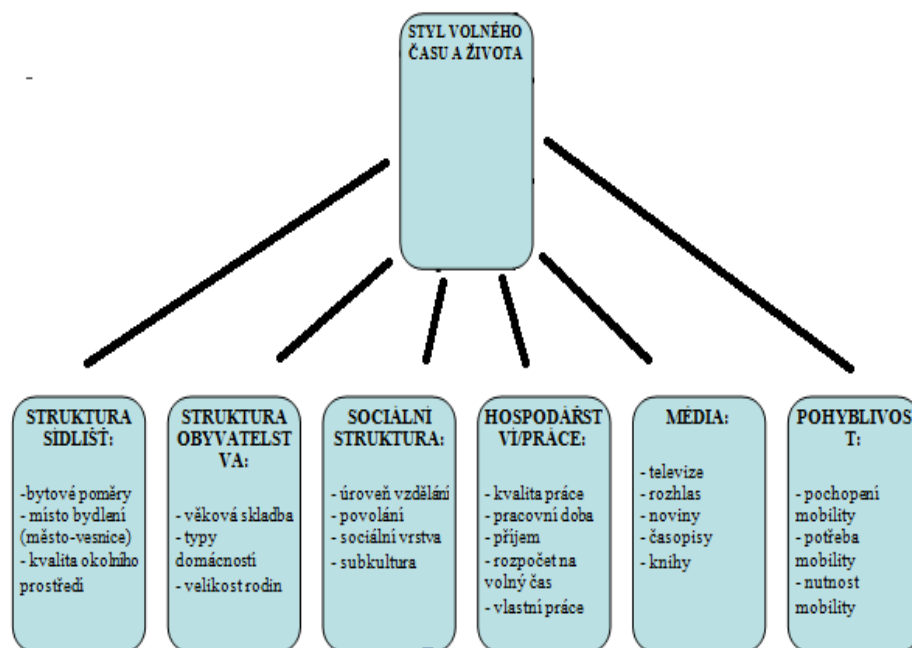 STYL VOLNÉHO
ČASU A ŽIVOTA
-
STRUKTURA
SÍDLIŠŤ:
-bytové poměry
- místo bydlení
(město-vesnice)
- kvalita okolního
prostředí
STRUKTURA
OBYVATELST
VA:
- věková skladba
- typy
domácností
- velikost rodin
SOCIÁLNÍ
STRUKTURA:
- úroveň vzdělání
- povolání
- sociální vrstva
- subkultura
HOSPODÁŘST
VÍ/PRÁCE:
- kvalita práce
- pracovní doba
- příjem
- rozpočet na
volný čas
- vlastní práce
MÉDIA:
- televize
- rozhlas
- noviny
- časopisy
- knihy
POHYBLIVOS
T:
- pochopení
mobility
- potřeba
mobility
- nutnost
mobility